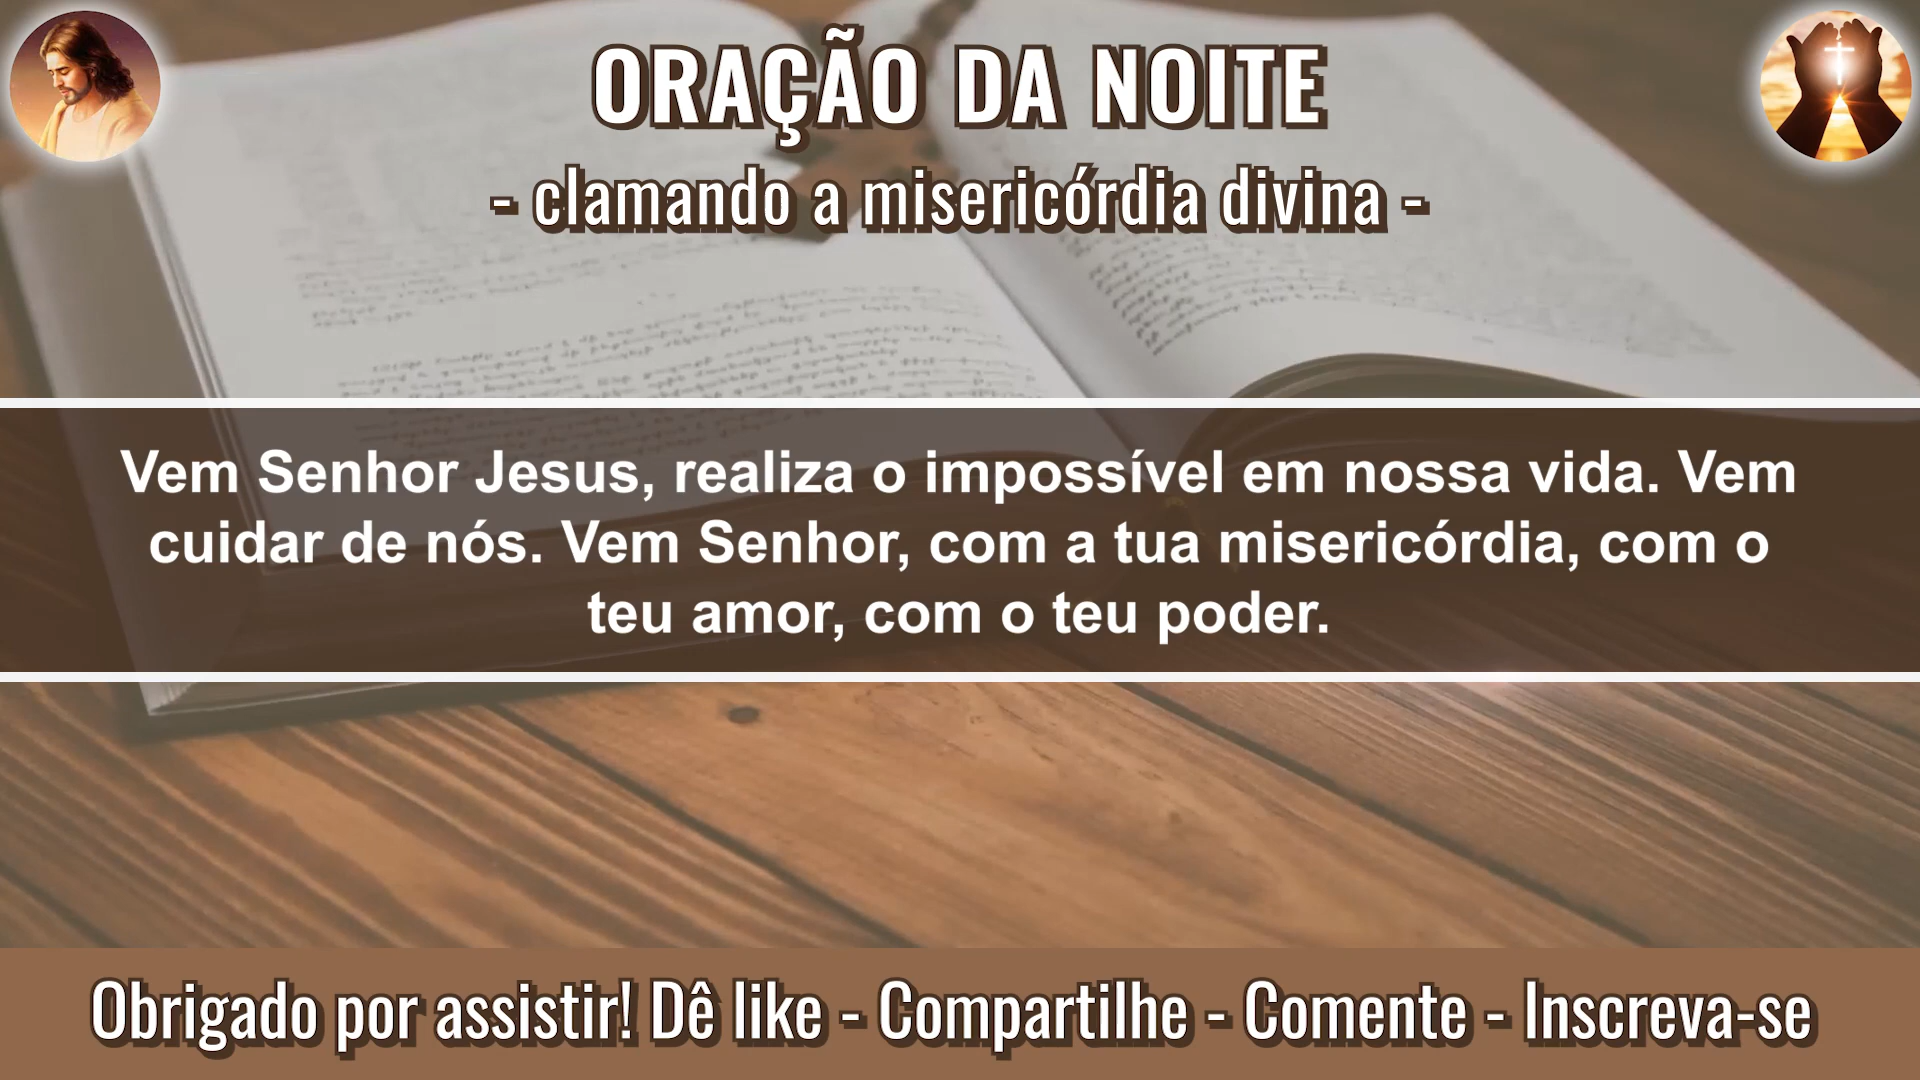 ORAÇÃO DA NOITE
- clamando a misericórdia divina -
Vem Senhor Jesus, realiza o impossível em nossa vida. Vem
cuidar de nós. Vem Senhor, com a tua misericórdia, com o
teu amor, com o teu poder.
Obrigado por assistir! Dê like - Compartilhe - Comente - Inscreva-se